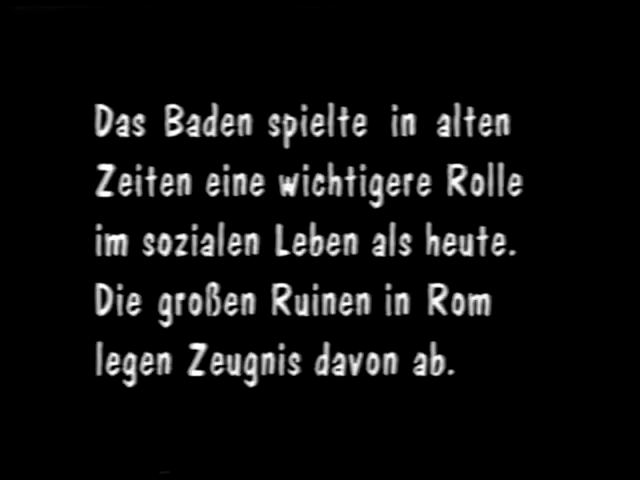 Das Baden spielte in alten
Zeiten eine wichtigere Rolle
im sozialen Leben als heute.
Die großen Ruinen in Rom
legen Zeugnis davon ab.